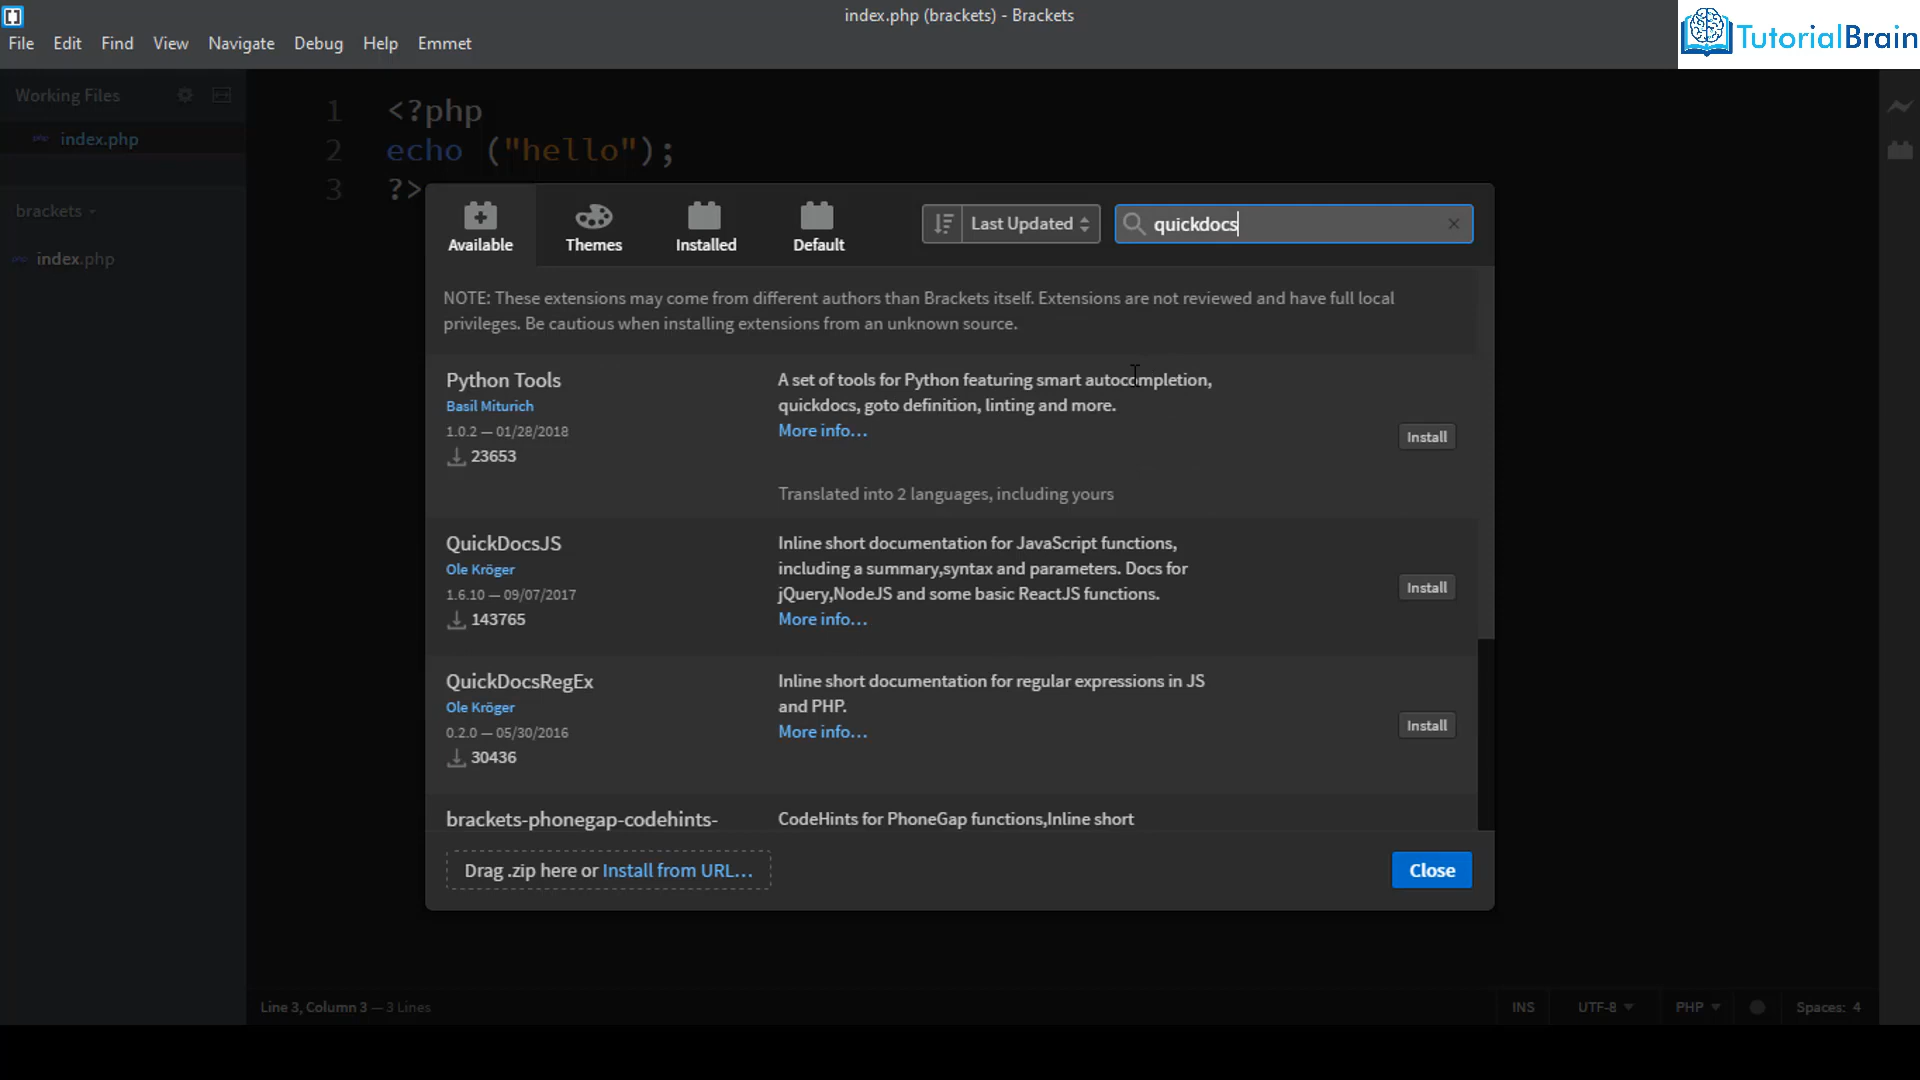 index.php (brackets) - Brackets
TutorialBrain
File Edit Find View Navigate Debug Help Emmet
Working Files
index.php
brackets
index.php
1 <?php
2 echo ("hello");
3 ?>
Available Themes Installed Default
Last Updated
quickdocs
NOTE: These extensions may come from different authors than Brackets itself. Extensions are not reviewed and have full local
privileges. Be cautious when installing extensions from an unknown source.
Python Tools
Basil Miturich
1.0.2 — 01/28/2018
23653
A set of tools for Python featuring smart autocompletion,
quickdocs, goto definition, linting and more.
More info...
Translated into 2 languages, including yours
Install
QuickDocsJS
Ole Kröger
1.6.10 — 09/07/2017
143765
Inline short documentation for JavaScript functions,
including a summary,syntax and parameters. Docs for
jQuery,NodeJS and some basic ReactJS functions.
More info...
Install
QuickDocsRegEx
Ole Kröger
0.2.0 — 05/30/2016
30436
Inline short documentation for regular expressions in JS
and PHP.
More info...
Install
brackets-phonegap-codehints-
CodeHints for PhoneGap functions,Inline short
Drag .zip here or Install from URL...
Close
Line 3, Column 3 — 3 Lines
INS UTF-8 PHP Spaces: 4